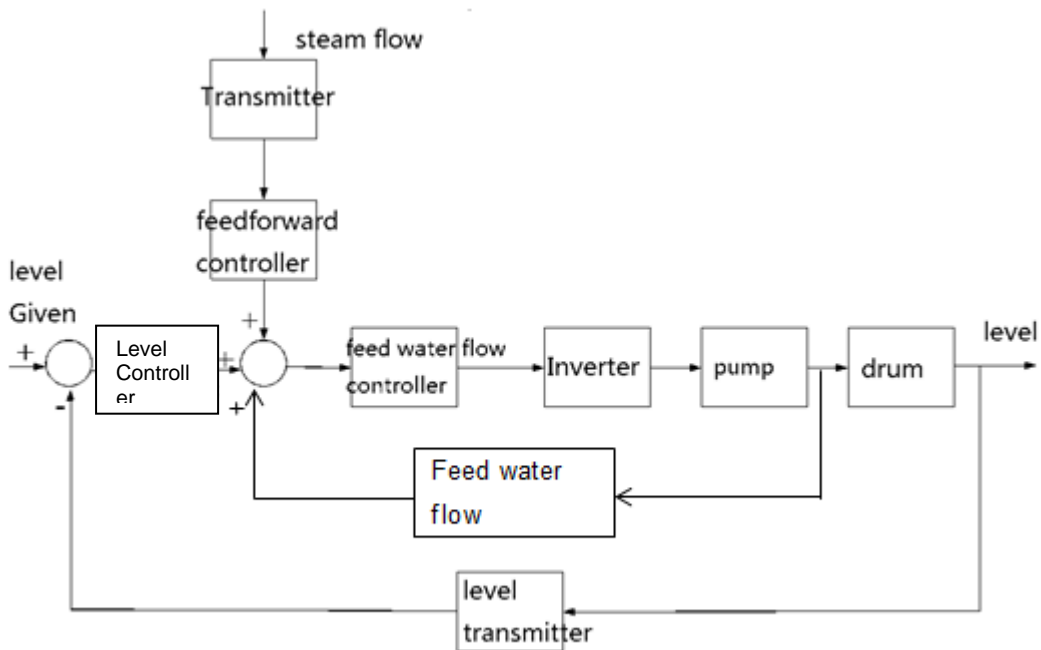 steam flow
Transmitter
feedforward
controller
level
Given
+
Level
Controll
er
-
+
+
+
feed water flow
controller
Inverter
pump
drum
level
Feed water
flow
level
transmitter